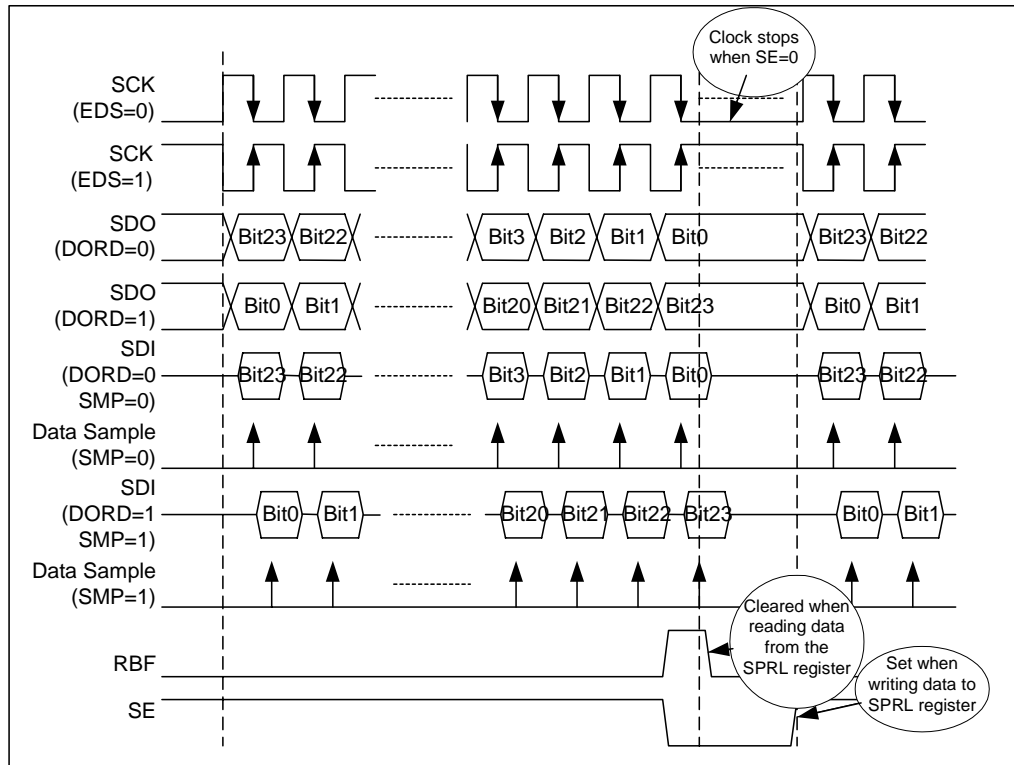 Clock stops
when SE=0
SCK
(EDS=0)
SCK
(EDS=1)
SDO
(DORD=0)
Bit23 Bit22 Bit3 Bit2 Bit1 Bit0 Bit23 Bit22
SDO
(DORD=1)
Bit0 Bit1 Bit20 Bit21 Bit22 Bit23 Bit0 Bit1
SDI
(DORD=0
SMP=0)
Bit23 Bit22 Bit3 Bit2 Bit1 Bit0 Bit23 Bit22
Data Sample
(SMP=0)
SDI
(DORD=1
SMP=1)
Bit0 Bit1 Bit20 Bit21 Bit22 Bit23 Bit0 Bit1
Data Sample
(SMP=1)
Cleared when
reading data
from the
SPRL register
RBF
Set when
writing data to
SPRL register
SE